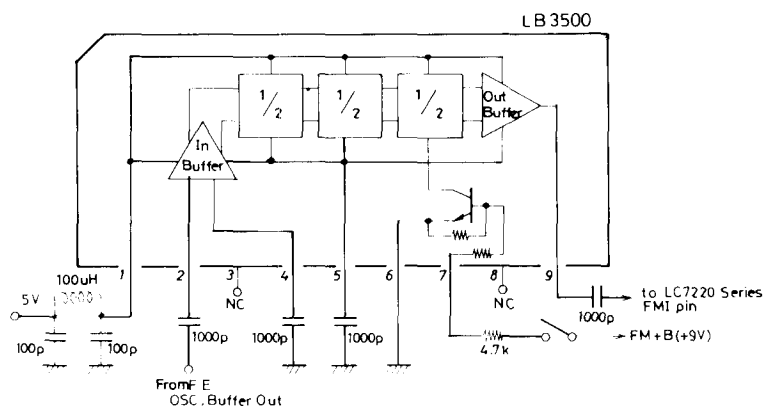 LB3500
1/2
1/2
1/2
Out
Buffer
In
Buffer
1
2
3
4
5
6
7
8
9
100uH
5V
NC
NC
100p
100p
1000p
1000p
1000p
1000p
to LC7220 Series
FMI pin
4.7k
FM+B(+9V)
From F E
OSC, Buffer Out